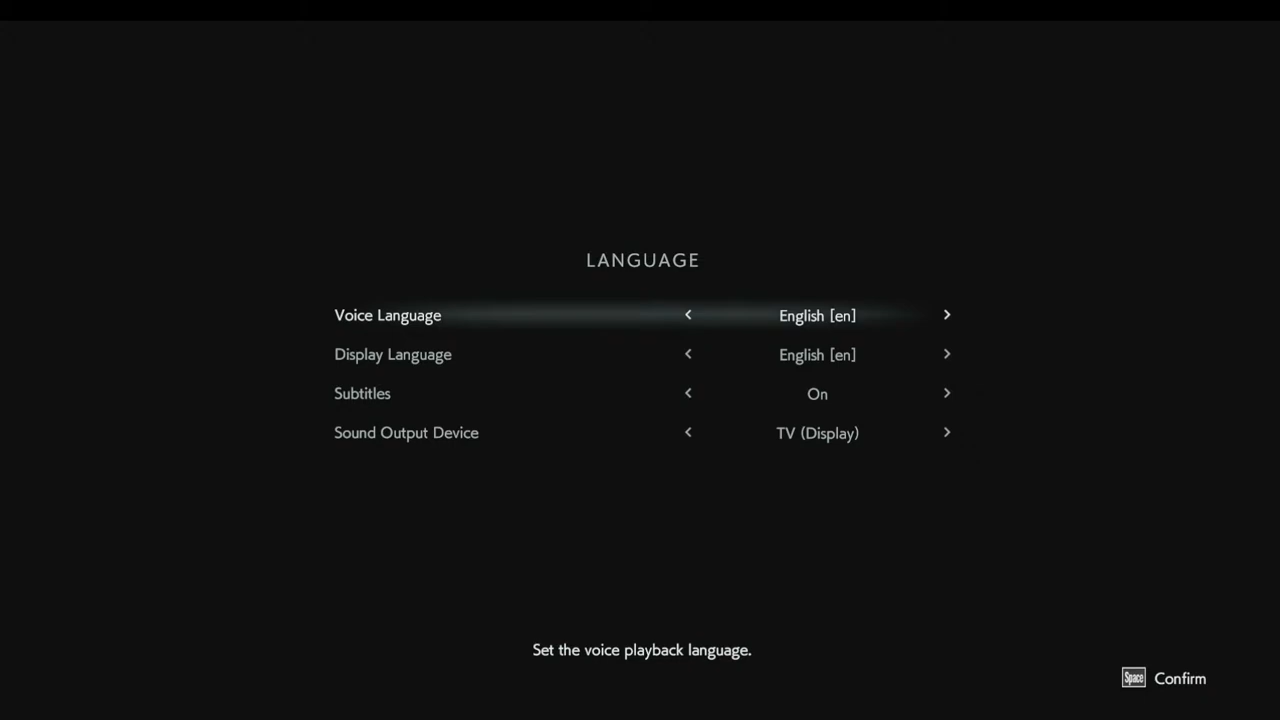 LANGUAGE
Voice Language < English [en] >
Display Language < English [en] >
Subtitles < On >
Sound Output Device < TV (Display) >
Set the voice playback language.
Space Confirm